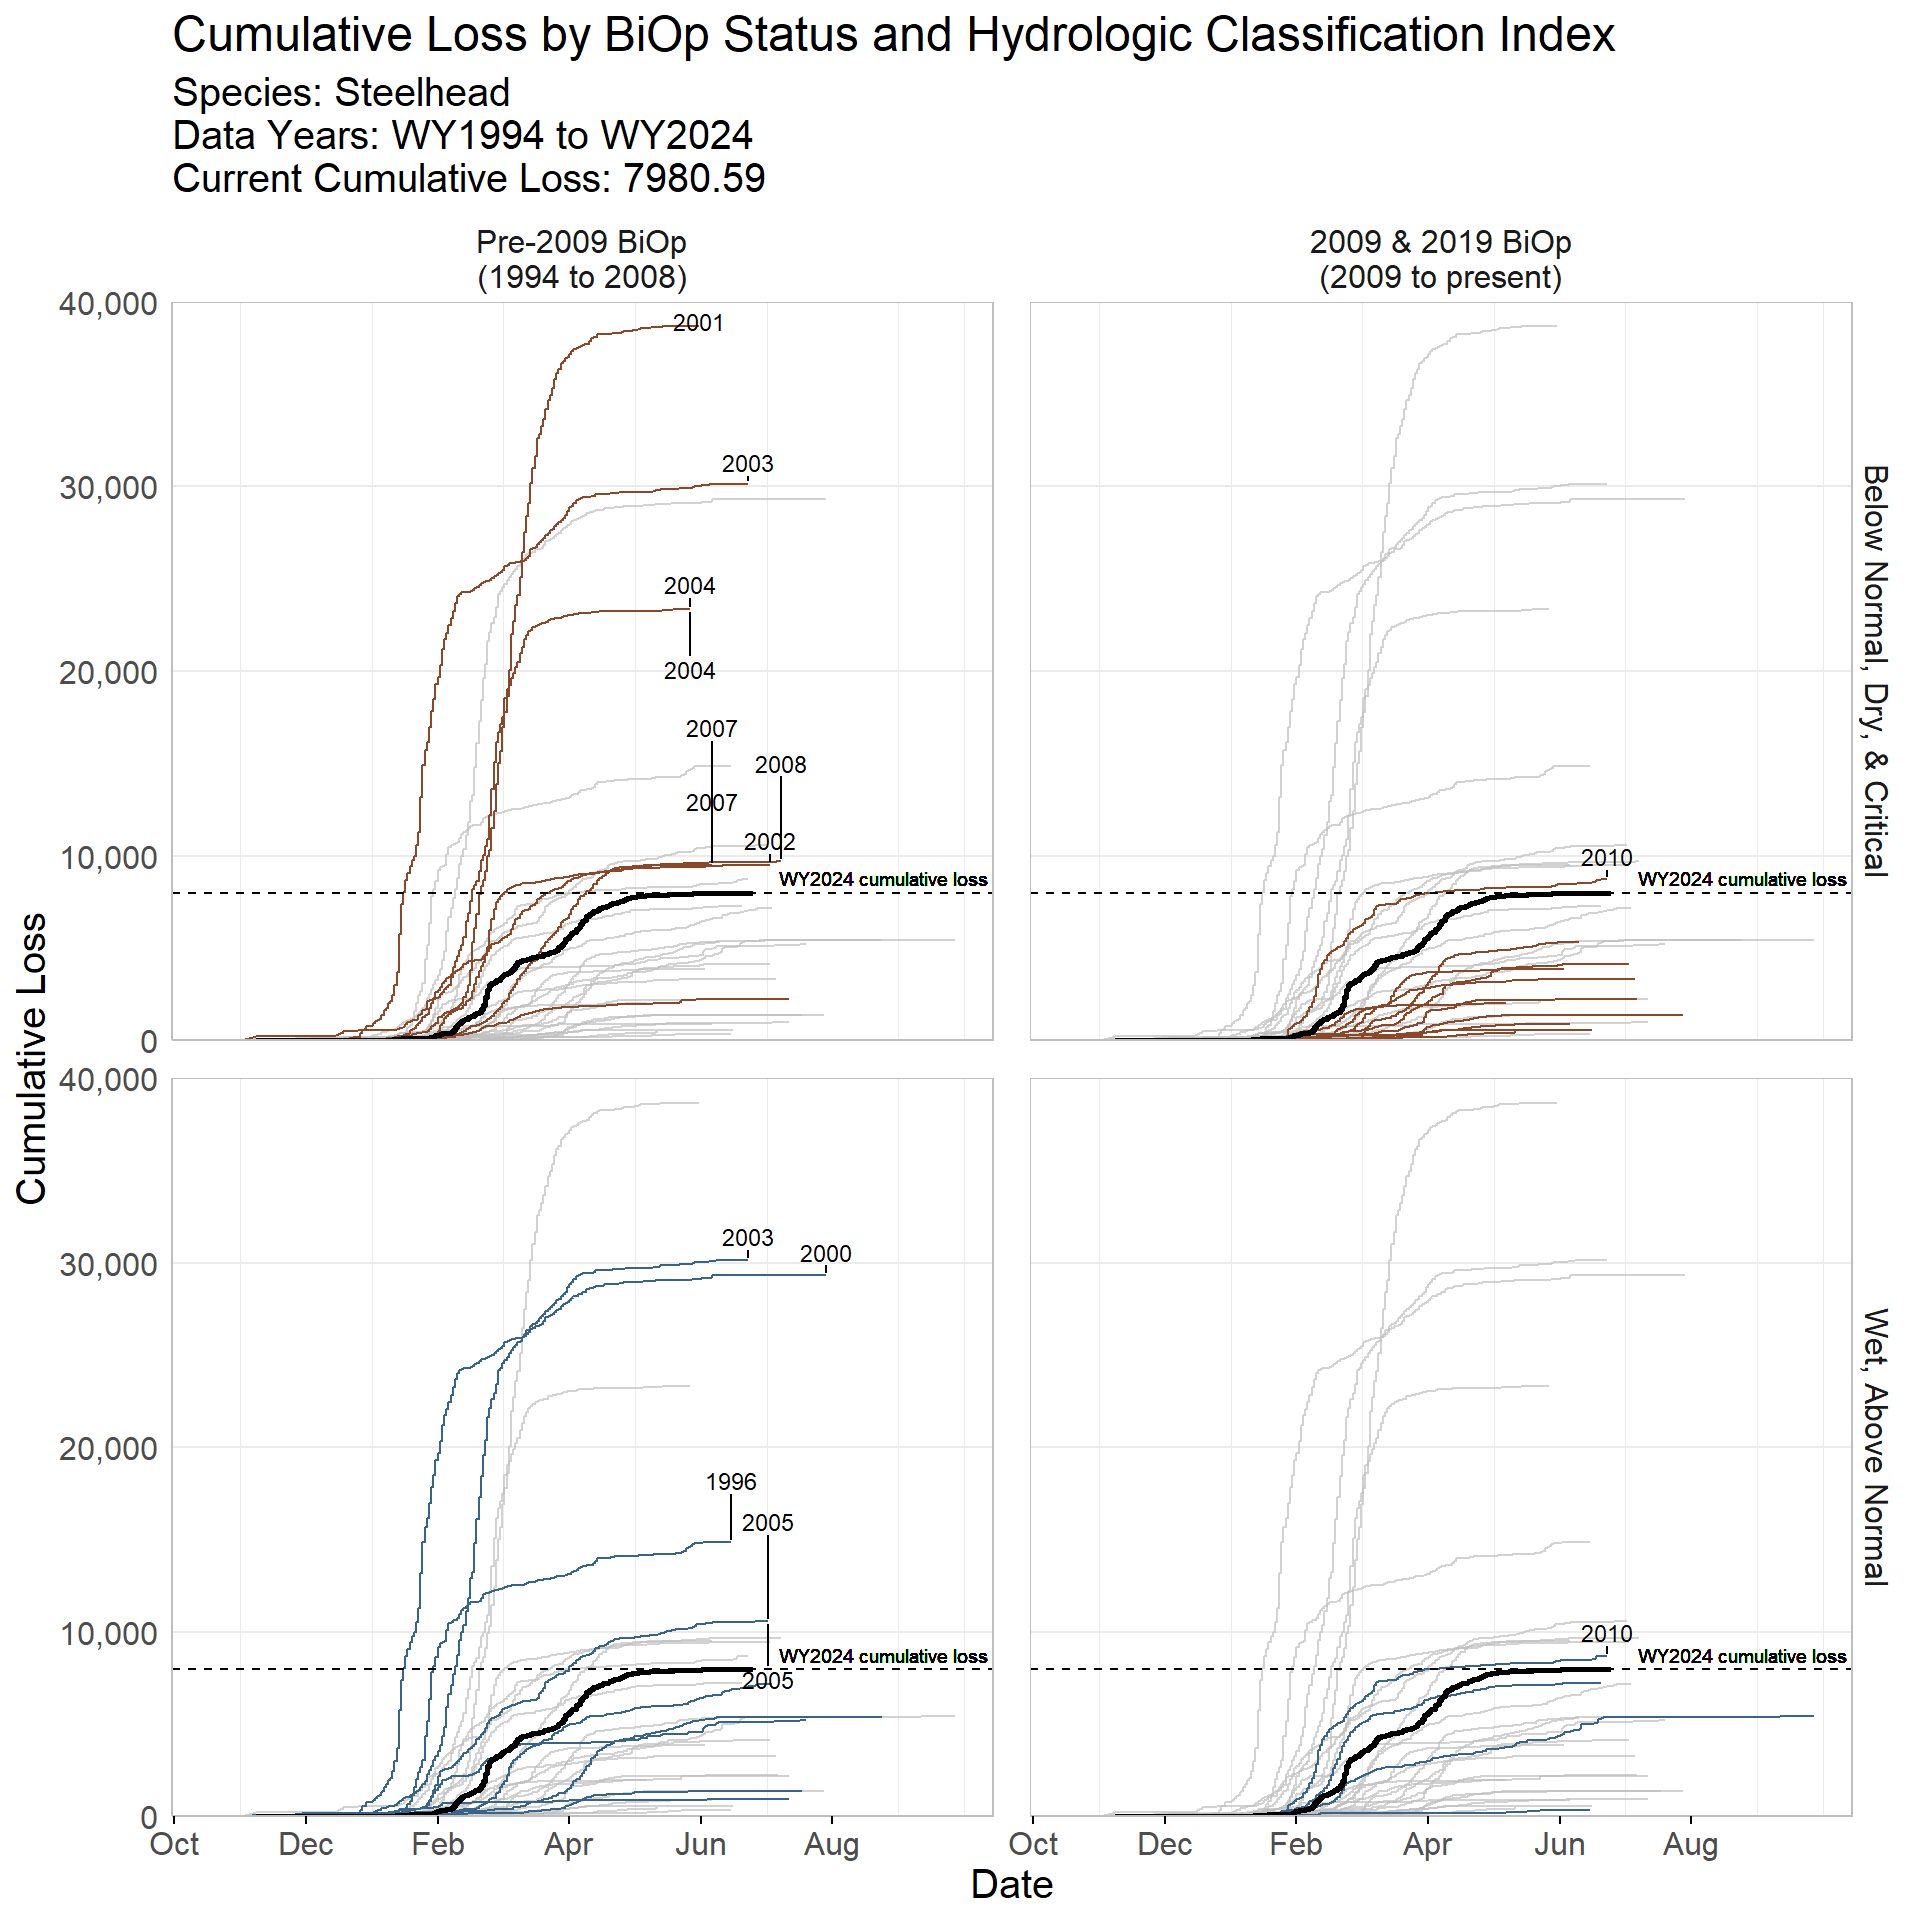 Cumulative Loss by BiOp Status and Hydrologic Classification Index
Species: Steelhead
Data Years: WY1994 to WY2024
Current Cumulative Loss: 7980.59
Pre-2009 BiOp
(1994 to 2008)
2009 & 2019 BiOp
(2009 to present)
Cumulative Loss
40,000
30,000
20,000
10,000
0
2001
2003
2004
2004
2007
2008
2007
2002
WY2024 cumulative loss
2010
WY2024 cumulative loss
Below Normal, Dry, & Critical
40,000
30,000
20,000
10,000
0
2003
2000
1996
2005
WY2024 cumulative loss
2005
2010
WY2024 cumulative loss
Wet, Above Normal
Oct Dec Feb Apr Jun Aug
Oct Dec Feb Apr Jun Aug
Date